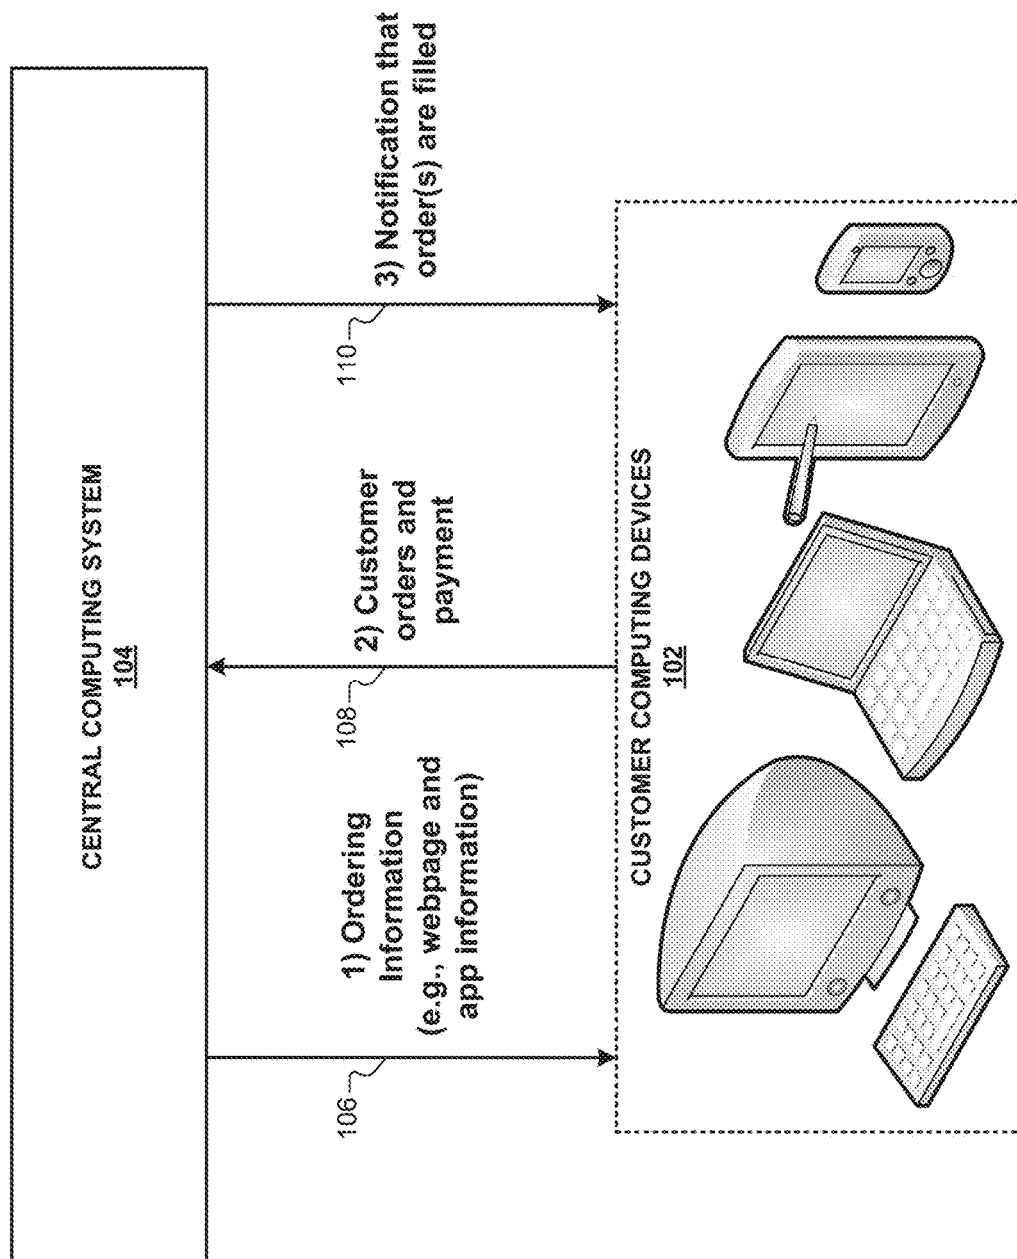 CENTRAL COMPUTING SYSTEM
104
106
1) Ordering
Information
(e.g., webpage and
app information)
108
2) Customer
orders and
payment
110
3) Notification that
order(s) are filled
CUSTOMER COMPUTING DEVICES
102